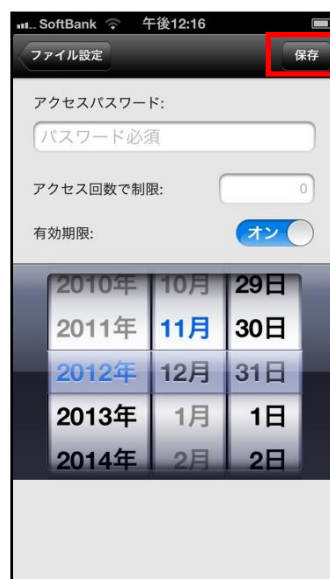 SoftBank 午後12:16
ファイル設定 保存
アクセスパスワード:
パスワード必須
アクセス回数で制限: 0
有効期限: オン
2010年 10月 29日
2011年 11月 30日
2012年 12月 31日
2013年 1月 1日
2014年 2月 2日